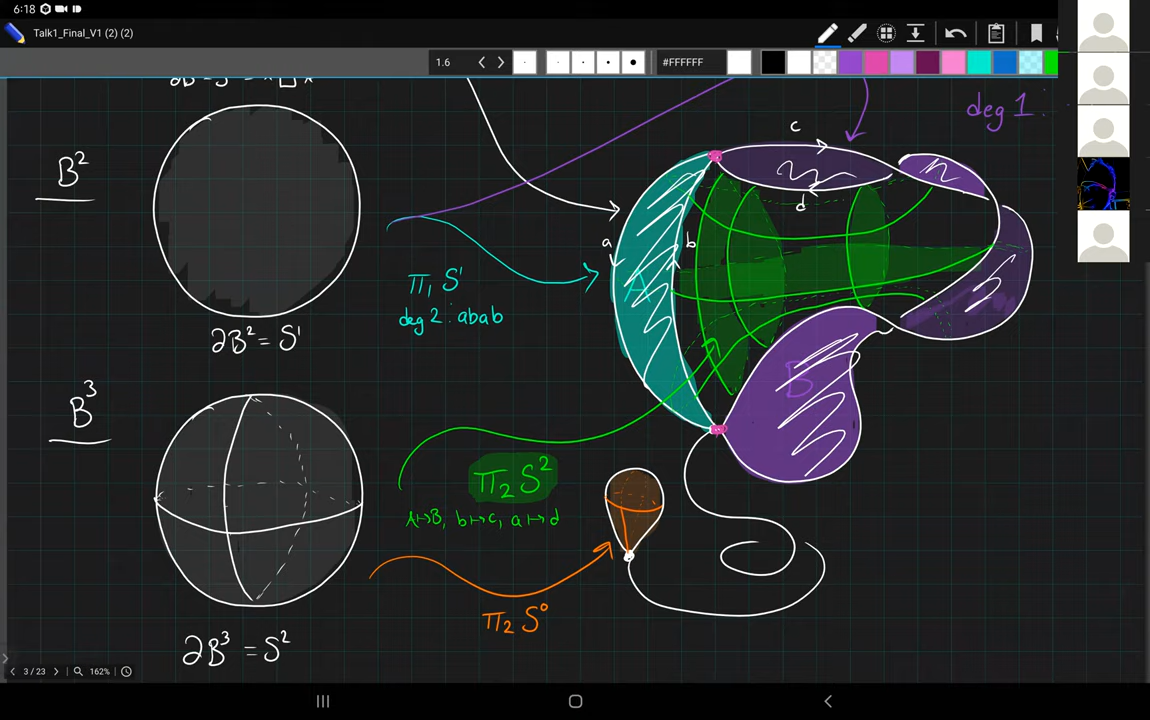 6:18
Talk1_Final_V1 (2) (2)
1.6
#FFFFFF
deg 1:
B²
∂B² = S¹
π₁ S¹
deg 2: abab
c
d
a
b
A
B
B³
∂B³ = S²
π₂ S²
A↦B, b↦c, a↦d
π₂ S⁰
3 / 23
162%